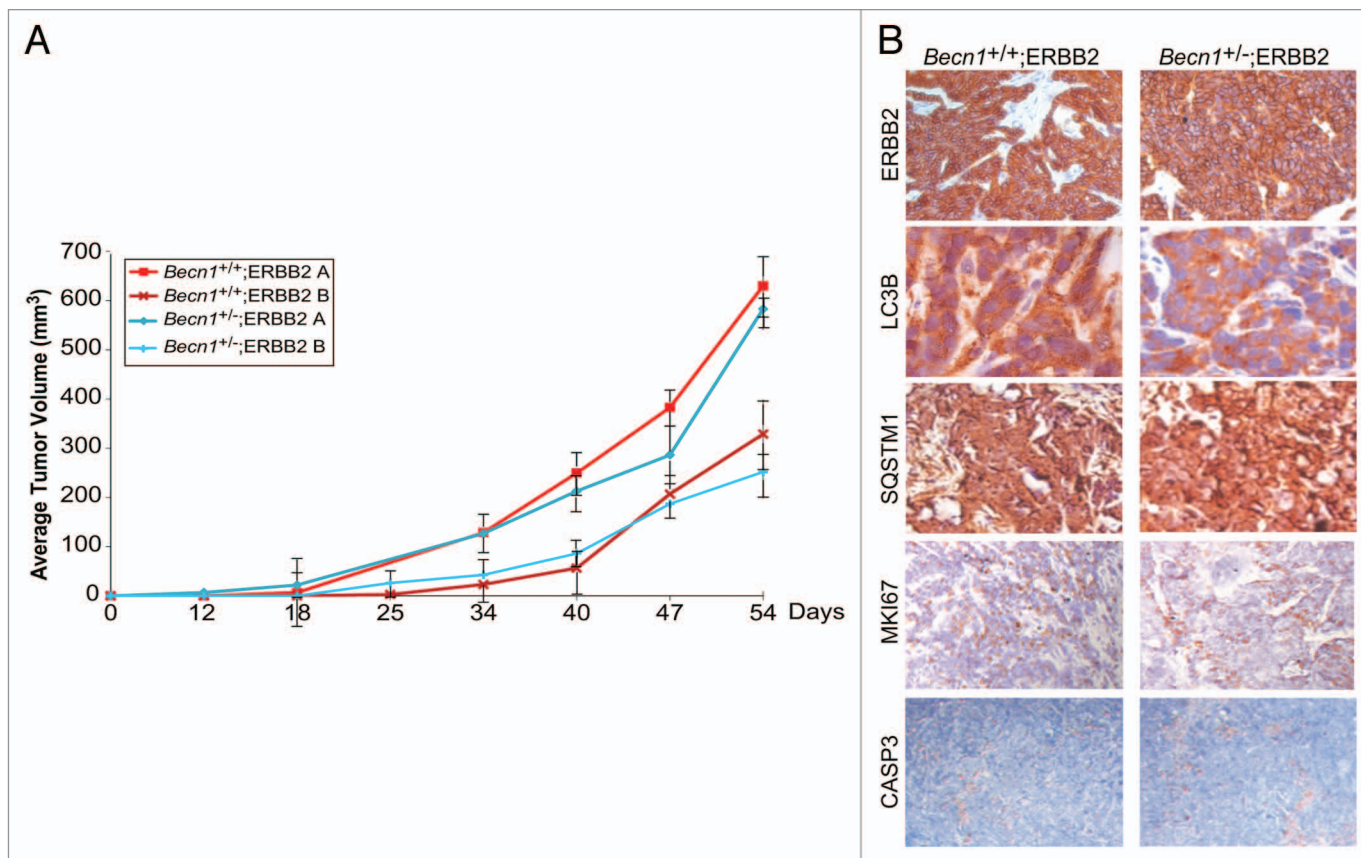 A
Average Tumor Volume (mm³)
700
600
500
400
300
200
100
0
Becn1+/+;ERBB2 A
Becn1+/+;ERBB2 B
Becn1+/-;ERBB2 A
Becn1+/-;ERBB2 B
0 12 18 25 34 40 47 54 Days
B
Becn1+/+;ERBB2 Becn1+/-;ERBB2
ERBB2
LC3B
SQSTM1
MKI67
CASP3